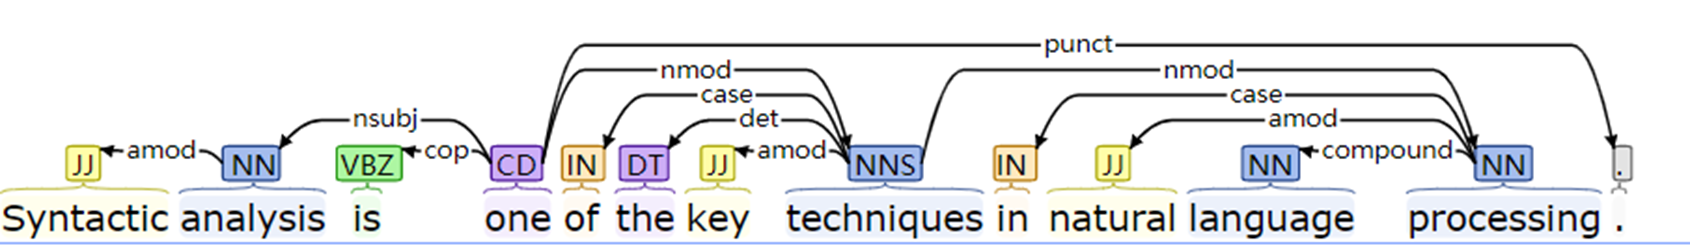 punct
nmod nmod
case case
nsubj det amod
JJ amod NN VBZ cop CD IN DT JJ amod NNS IN JJ NN compound NN .
Syntactic analysis is one of the key techniques in natural language processing .